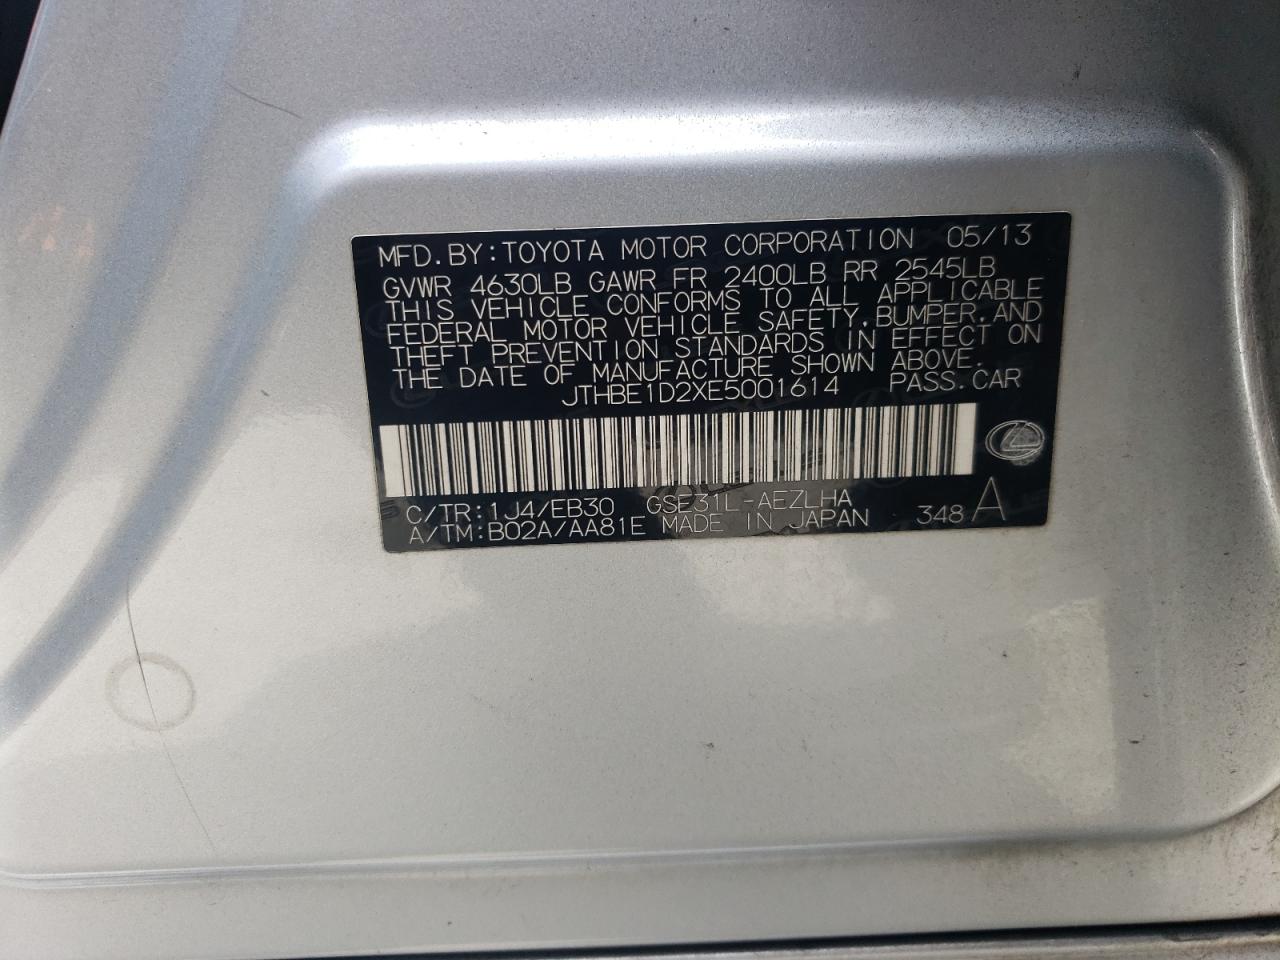 MFD. BY: TOYOTA MOTOR CORPORATION 05/13
GVWR 4630LB GAWR FR 2400LB RR 2545LB
THIS VEHICLE CONFORMS TO ALL APPLICABLE
FEDERAL MOTOR VEHICLE SAFETY, BUMPER, AND
THEFT PREVENTION STANDARDS IN EFFECT ON
THE DATE OF MANUFACTURE SHOWN ABOVE.
JTHBE1D2XE5001614 PASS. CAR
C/TR: 1J4/EB30 GSE31L-AEZLHA
A/TM: B02A/AA81E MADE IN JAPAN 348 A